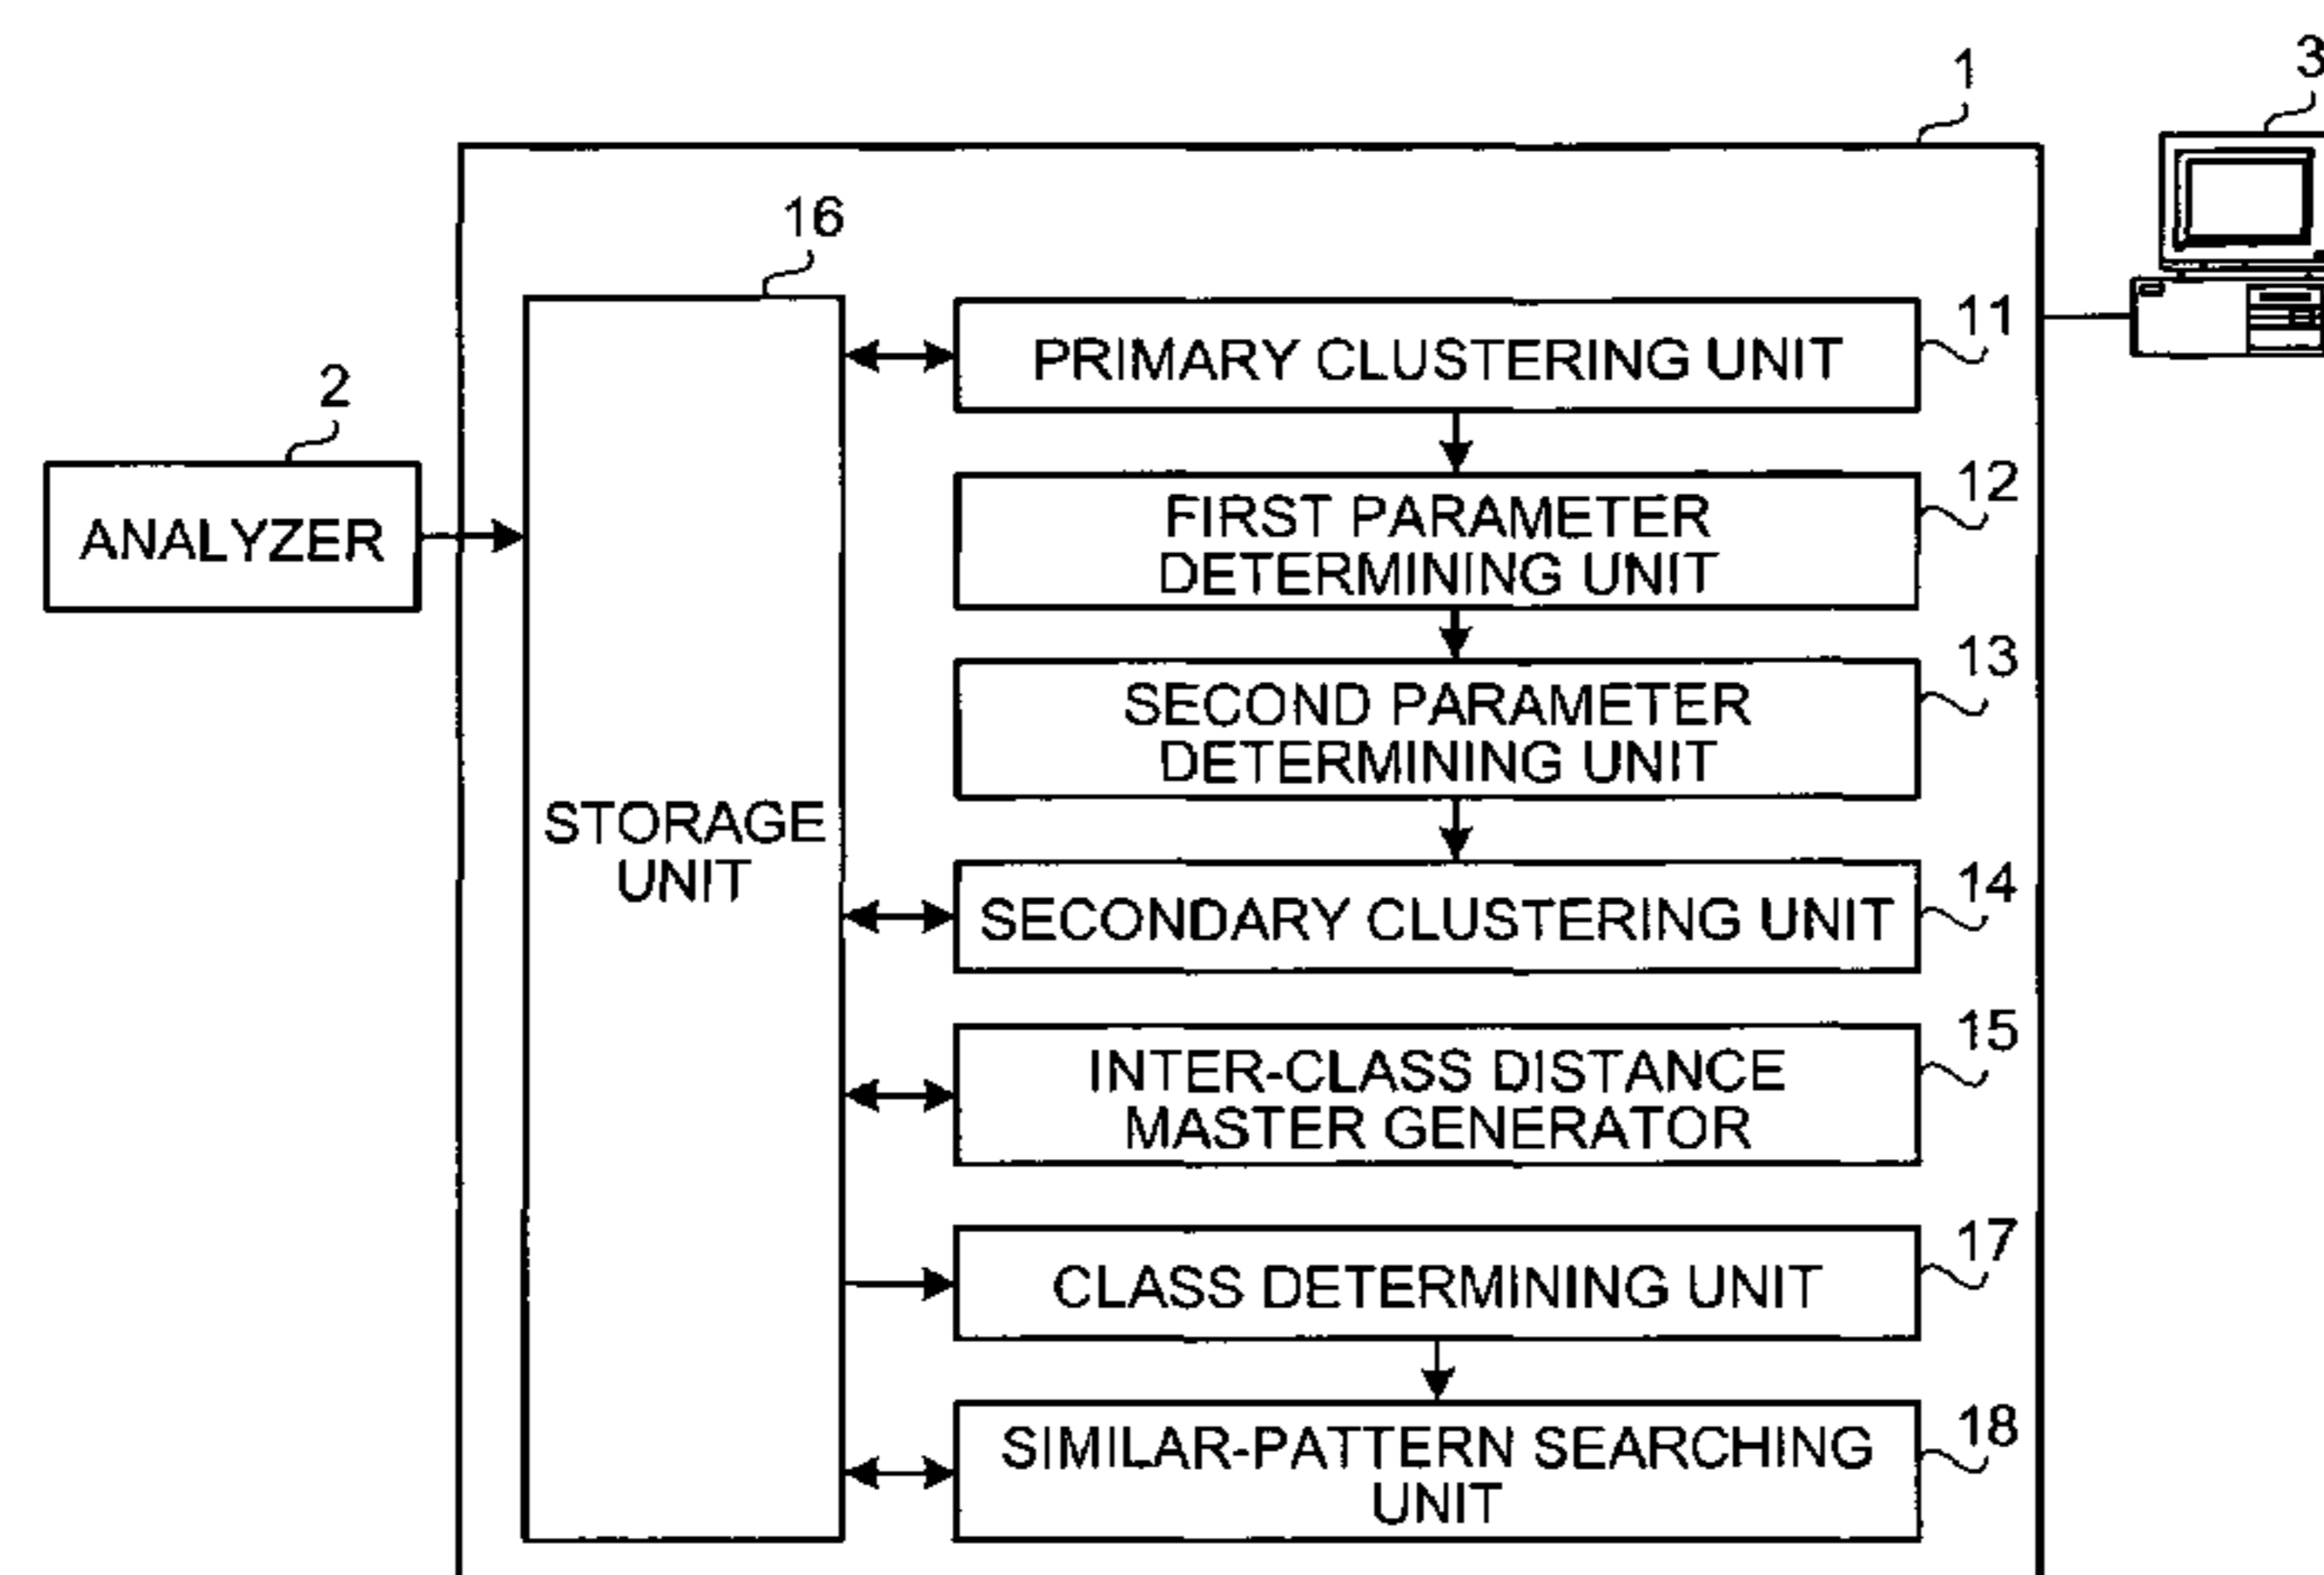 1
3
16
11
PRIMARY CLUSTERING UNIT
2
12
ANALYZER
FIRST PARAMETER
DETERMINING UNIT
13
SECOND PARAMETER
DETERMINING UNIT
STORAGE
UNIT
14
SECONDARY CLUSTERING UNIT
15
INTER-CLASS DISTANCE
MASTER GENERATOR
17
CLASS DETERMINING UNIT
18
SIMILAR-PATTERN SEARCHING
UNIT